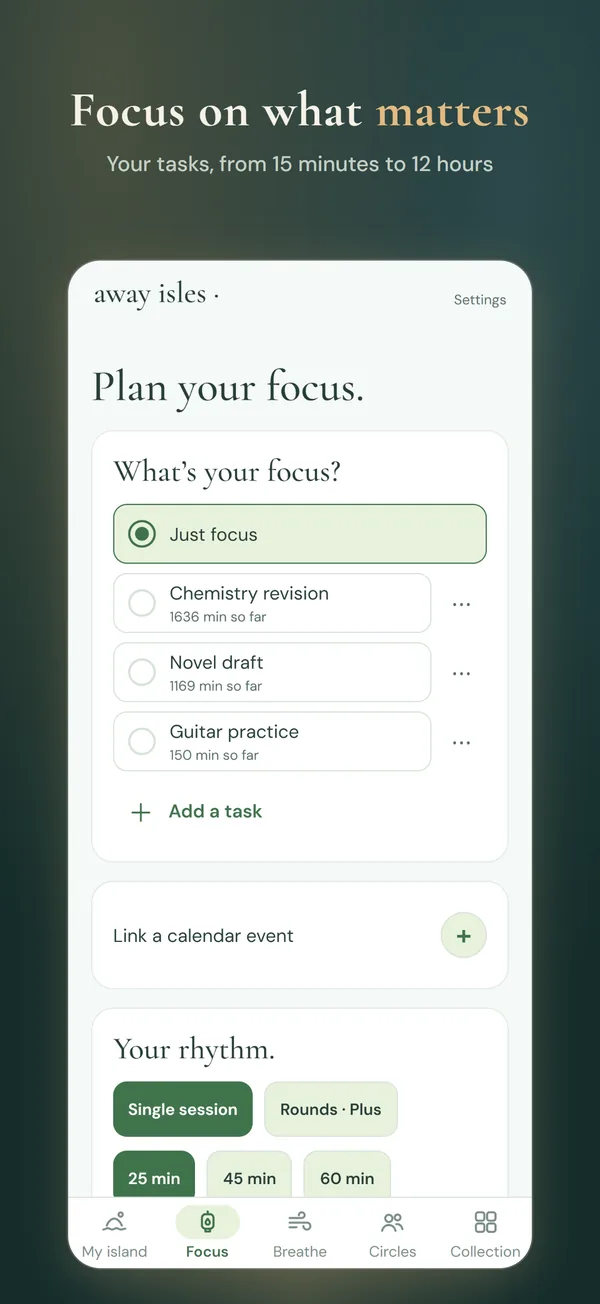 Focus on what matters
Your tasks, from 15 minutes to 12 hours
away isles ·
Settings
Plan your focus.
What’s your focus?
Just focus
Chemistry revision
1636 min so far
...
Novel draft
1169 min so far
...
Guitar practice
150 min so far
...
+ Add a task
Link a calendar event
+
Your rhythm.
Single session
Rounds · Plus
25 min
45 min
60 min
My island
Focus
Breathe
Circles
Collection